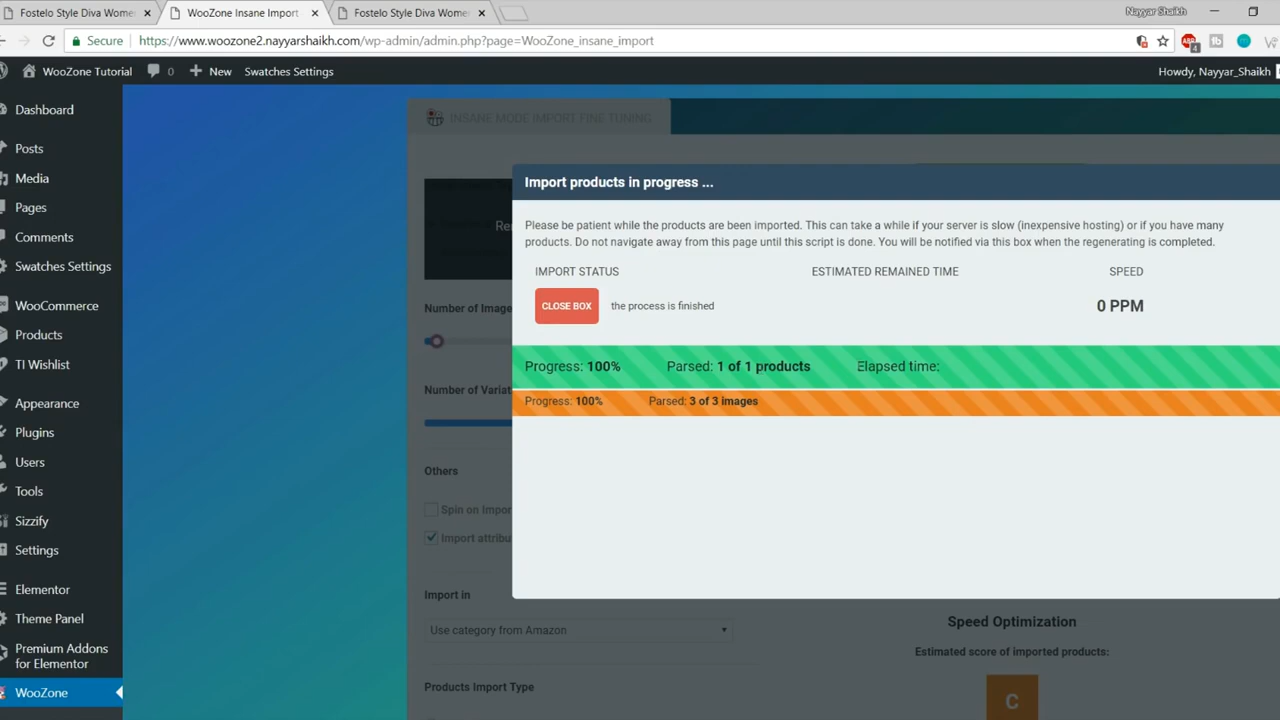 Fostelo Style Diva Wome
WooZone Insane Import
Fostelo Style Diva Wome
Nayyar Shaikh
Secure
https://www.woozone2.nayyarshaikh.com/wp-admin/admin.php?page=WooZone_insane_import
4
WooZone Tutorial
0
New
Swatches Settings
Howdy, Nayyar_Shaikh
Dashboard
Posts
Media
Pages
Comments
Swatches Settings
WooCommerce
Products
TI Wishlist
Appearance
Plugins
Users
Tools
Sizzify
Settings
Elementor
Theme Panel
Premium Addons
for Elementor
WooZone
INSANE MODE IMPORT FINE TUNING
Import products in progress ...
Please be patient while the products are been imported. This can take a while if your server is slow (inexpensive hosting) or if you have many
products. Do not navigate away from this page until this script is done. You will be notified via this box when the regenerating is completed.
IMPORT STATUS
ESTIMATED REMAINED TIME
SPEED
CLOSE BOX
the process is finished
0 PPM
Progress: 100%
Parsed: 1 of 1 products
Elapsed time:
Progress: 100%
Parsed: 3 of 3 images
Re
Number of Image
Number of Variat
Others
Spin on Impor
Import attribu
Import in
Use category from Amazon
Products Import Type
Speed Optimization
Estimated score of imported products:
C